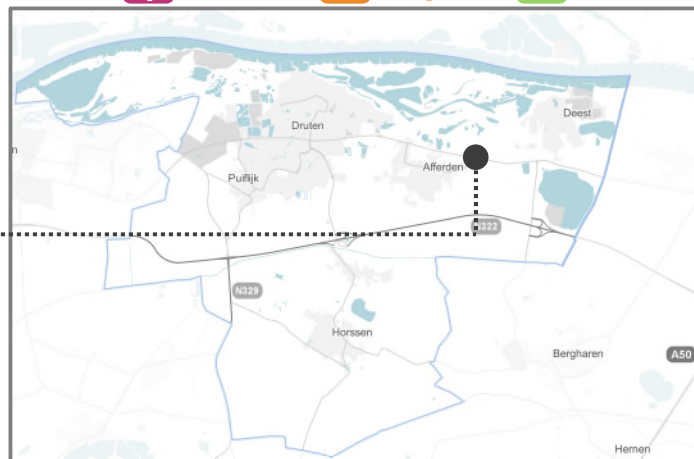 Druten
Deest
n
Afferden
Puiflijk
N322
N329
Horssen
Bergharen
A50
Hernen